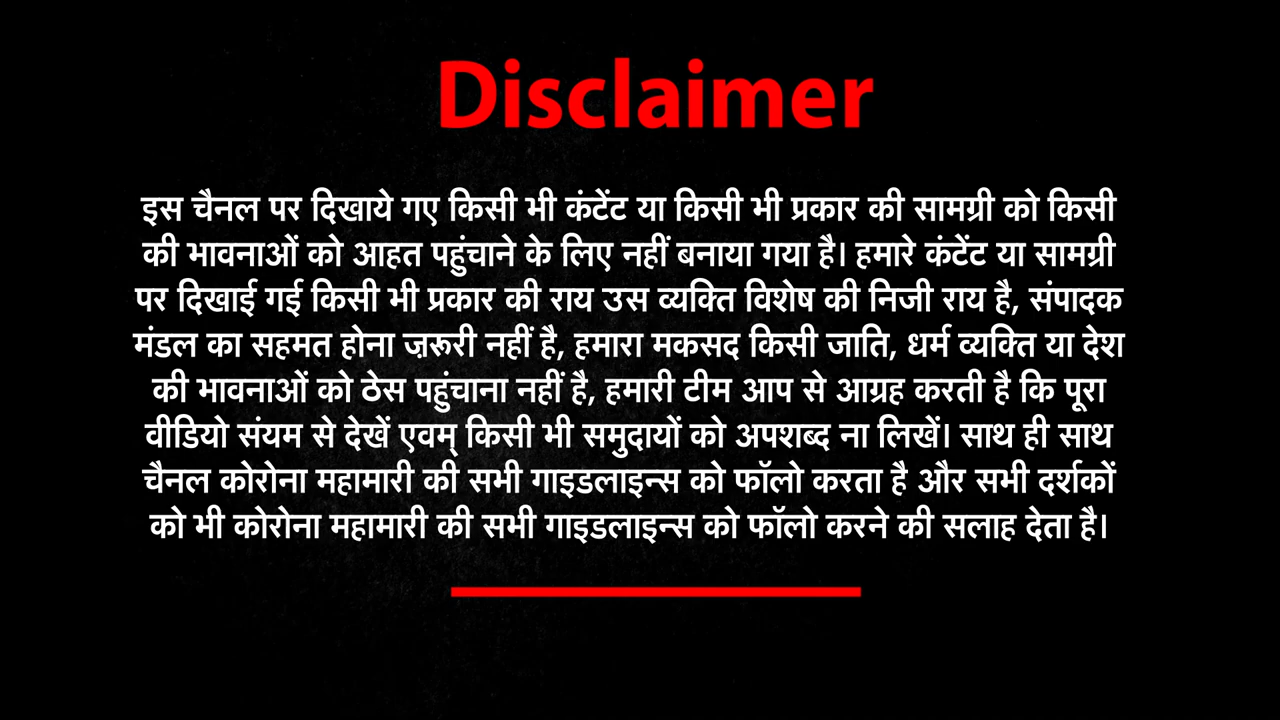 Disclaimer
इस चैनल पर दिखाये गए किसी भी कंटेंट या किसी भी प्रकार की सामग्री को किसी
की भावनाओं को आहत पहुंचाने के लिए नहीं बनाया गया है। हमारे कंटेंट या सामग्री
पर दिखाई गई किसी भी प्रकार की राय उस व्यक्ति विशेष की निजी राय है, संपादक
मंडल का सहमत होना ज़रूरी नहीं है, हमारा मकसद किसी जाति, धर्म व्यक्ति या देश
की भावनाओं को ठेस पहुंचाना नहीं है, हमारी टीम आप से आग्रह करती है कि पूरा
वीडियो संयम से देखें एवम् किसी भी समुदायों को अपशब्द ना लिखें। साथ ही साथ
चैनल कोरोना महामारी की सभी गाइडलाइन्स को फॉलो करता है और सभी दर्शकों
को भी कोरोना महामारी की सभी गाइडलाइन्स को फॉलो करने की सलाह देता है।